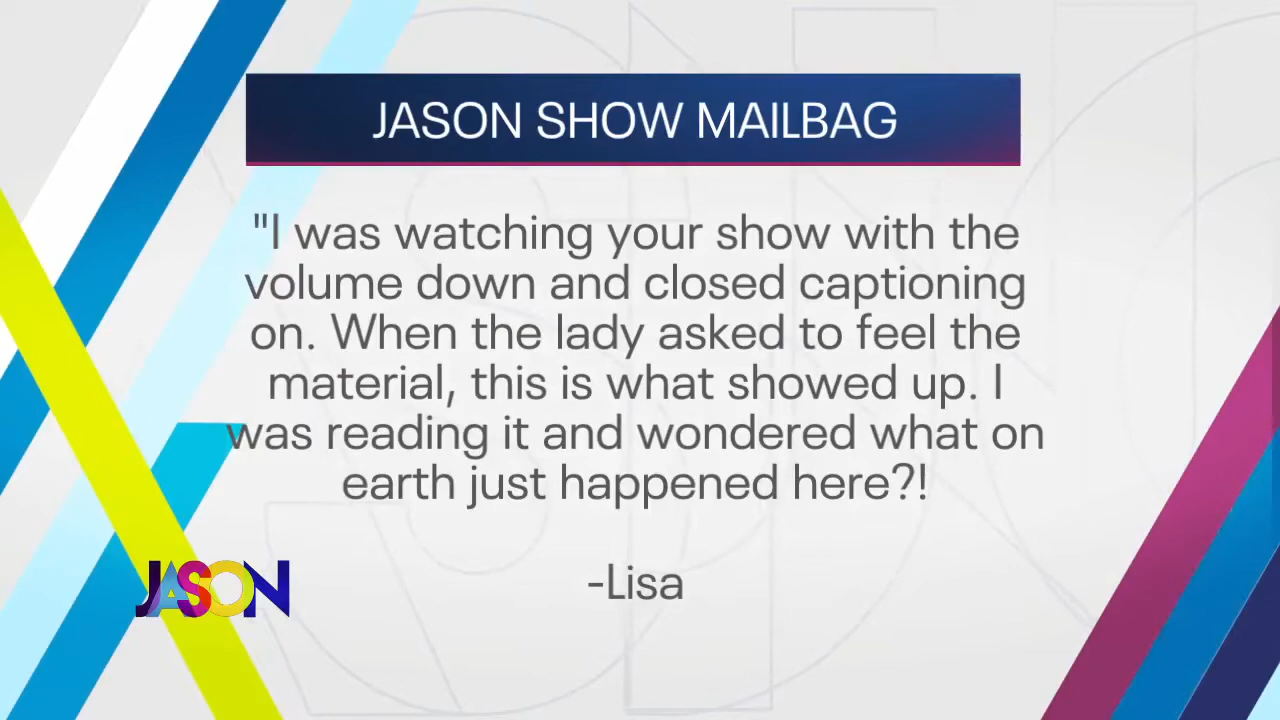 JASON SHOW MAILBAG
"I was watching your show with the
volume down and closed captioning
on. When the lady asked to feel the
material, this is what showed up. I
was reading it and wondered what on
earth just happened here?!
-Lisa
JASON